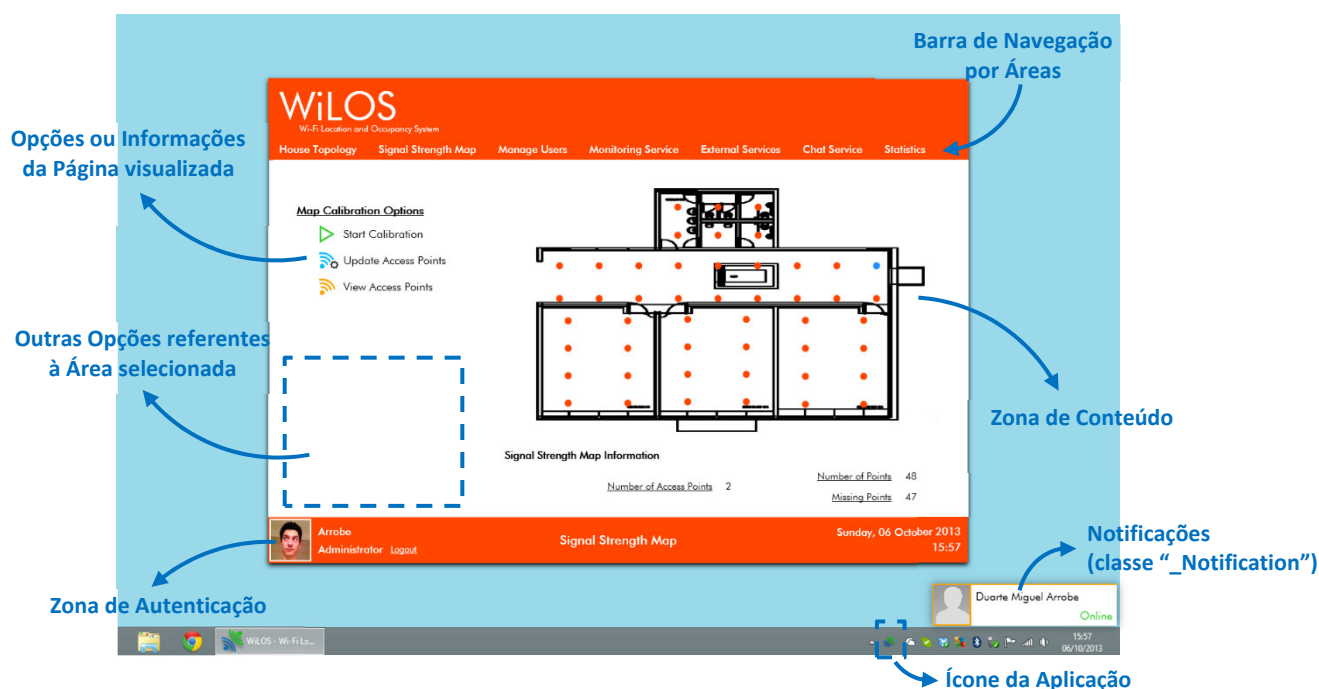 Barra de Navegação
por Áreas
WiLOS
Wi-Fi Location and Occupancy System
House Topology Signal Strength Map Manage Users Monitoring Service External Services Chat Service Statistics
Opções ou Informações
da Página visualizada
Map Calibration Options
Start Calibration
Update Access Points
View Access Points
Outras Opções referentes
à Área selecionada
Zona de Conteúdo
Signal Strength Map Information
Number of Access Points 2
Number of Points 48
Missing Points 47
Arrobe
Administrator Logout
Signal Strength Map
Sunday, 06 October 2013
15:57
Notificações
(classe “_Notification”)
Duarte Miguel Arrobe
Online
Zona de Autenticação
WiLOS - Wi-Fi Lo...
15:57
06/10/2013
Ícone da Aplicação